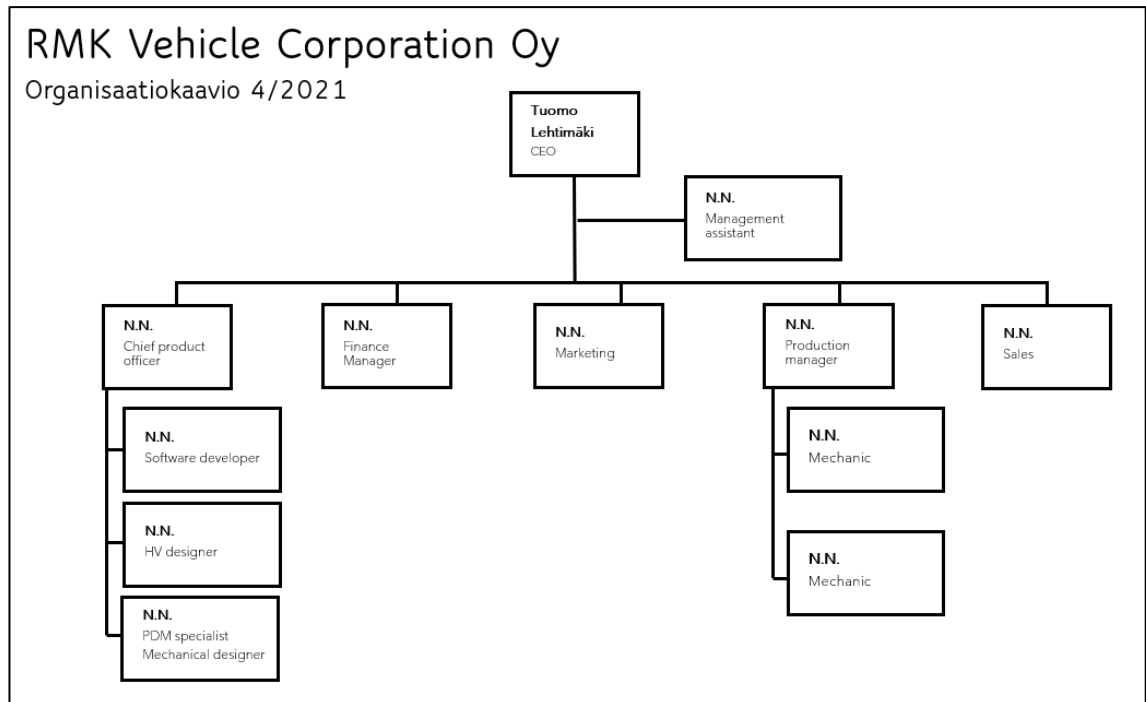 RMK Vehicle Corporation Oy
Organisaatiokaavio 4/2021
Tuomo
Lehtimäki
CEO
N.N.
Management
assistant
N.N.
Chief product
officer
N.N.
Finance
Manager
N.N.
Marketing
N.N.
Production
manager
N.N.
Sales
N.N.
Software developer
N.N.
HV designer
N.N.
PDM specialist
Mechanical designer
N.N.
Mechanic
N.N.
Mechanic